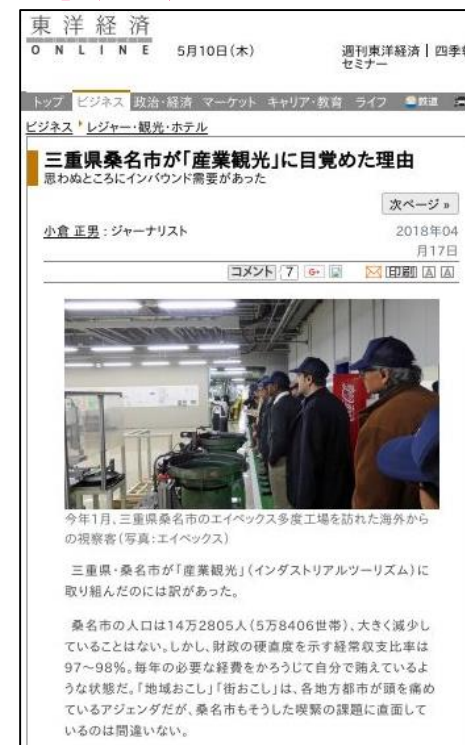 東洋経済
ONLINE
5月10日(木)
週刊東洋経済 | 四季
セミナー
トップ ビジネス 政治・経済 マーケット キャリア・教育 ライフ 鉄道
ビジネス レジャー・観光・ホテル
三重県桑名市が「産業観光」に目覚めた理由
思わぬところにインバウンド需要があった
次ページ »
小倉 正男 : ジャーナリスト
2018年04
月17日
コメント 7 G+ 印刷 A A
今年1月、三重県桑名市のエイベックス多度工場を訪れた海外から
の視察客(写真:エイベックス)
三重県・桑名市が「産業観光」(インダストリアルツーリズム)に
取り組んだのには訳があった。
桑名市の人口は14万2805人(5万8406世帯)、大きく減少し
ていることはない。しかし、財政の硬直度を示す経常収支比率は
97〜98%。毎年の必要な経費をかろうじて自分で賄えているよ
うな状態だ。「地域おこし」「街おこし」は、各地方都市が頭を痛め
ているアジェンダだが、桑名市もそうした喫緊の課題に直面して
いるのは間違いない。